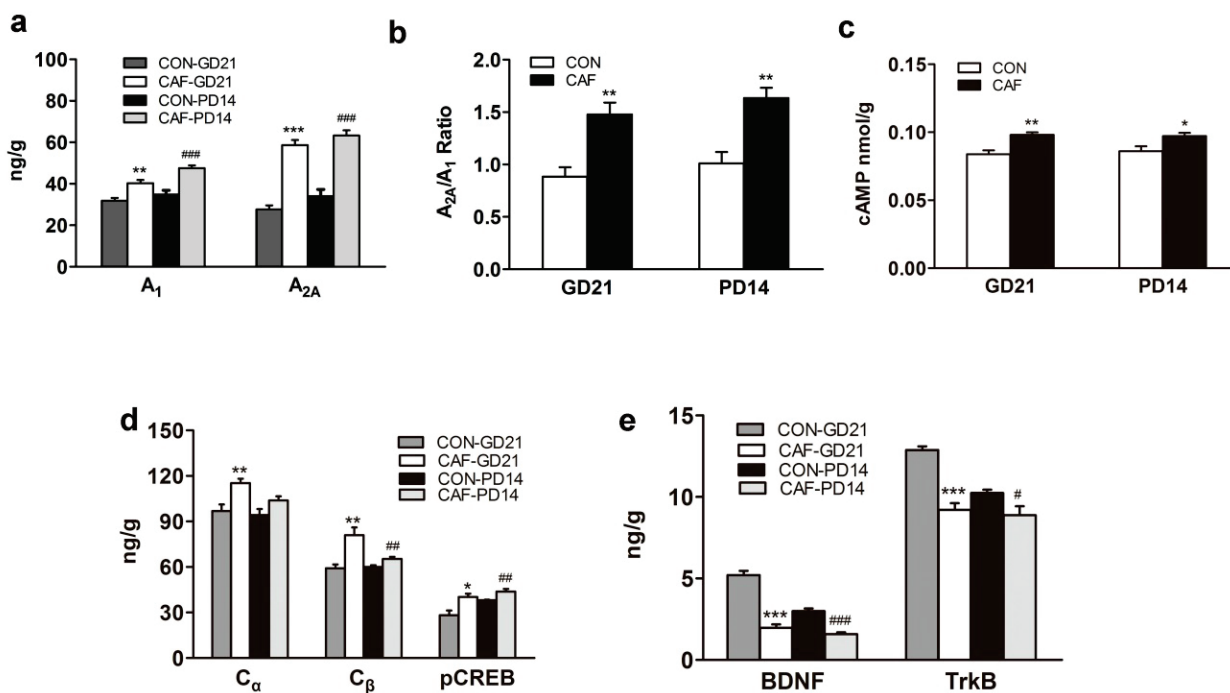 a
100
80
60
40
20
0
ng/g
CON-GD21
CAF-GD21
CON-PD14
CAF-PD14
**
###
***
###
A₁
A₂A
b
2.0
1.5
1.0
0.5
0.0
A₂A/A₁ Ratio
CON
CAF
**
**
GD21
PD14
c
0.15
0.10
0.05
0.00
cAMP nmol/g
CON
CAF
**
*
GD21
PD14
d
150
120
90
60
30
0
ng/g
CON-GD21
CAF-GD21
CON-PD14
CAF-PD14
**
**
##
*
##
Cα
Cβ
pCREB
e
15
10
5
0
ng/g
CON-GD21
CAF-GD21
CON-PD14
CAF-PD14
***
###
***
#
BDNF
TrkB